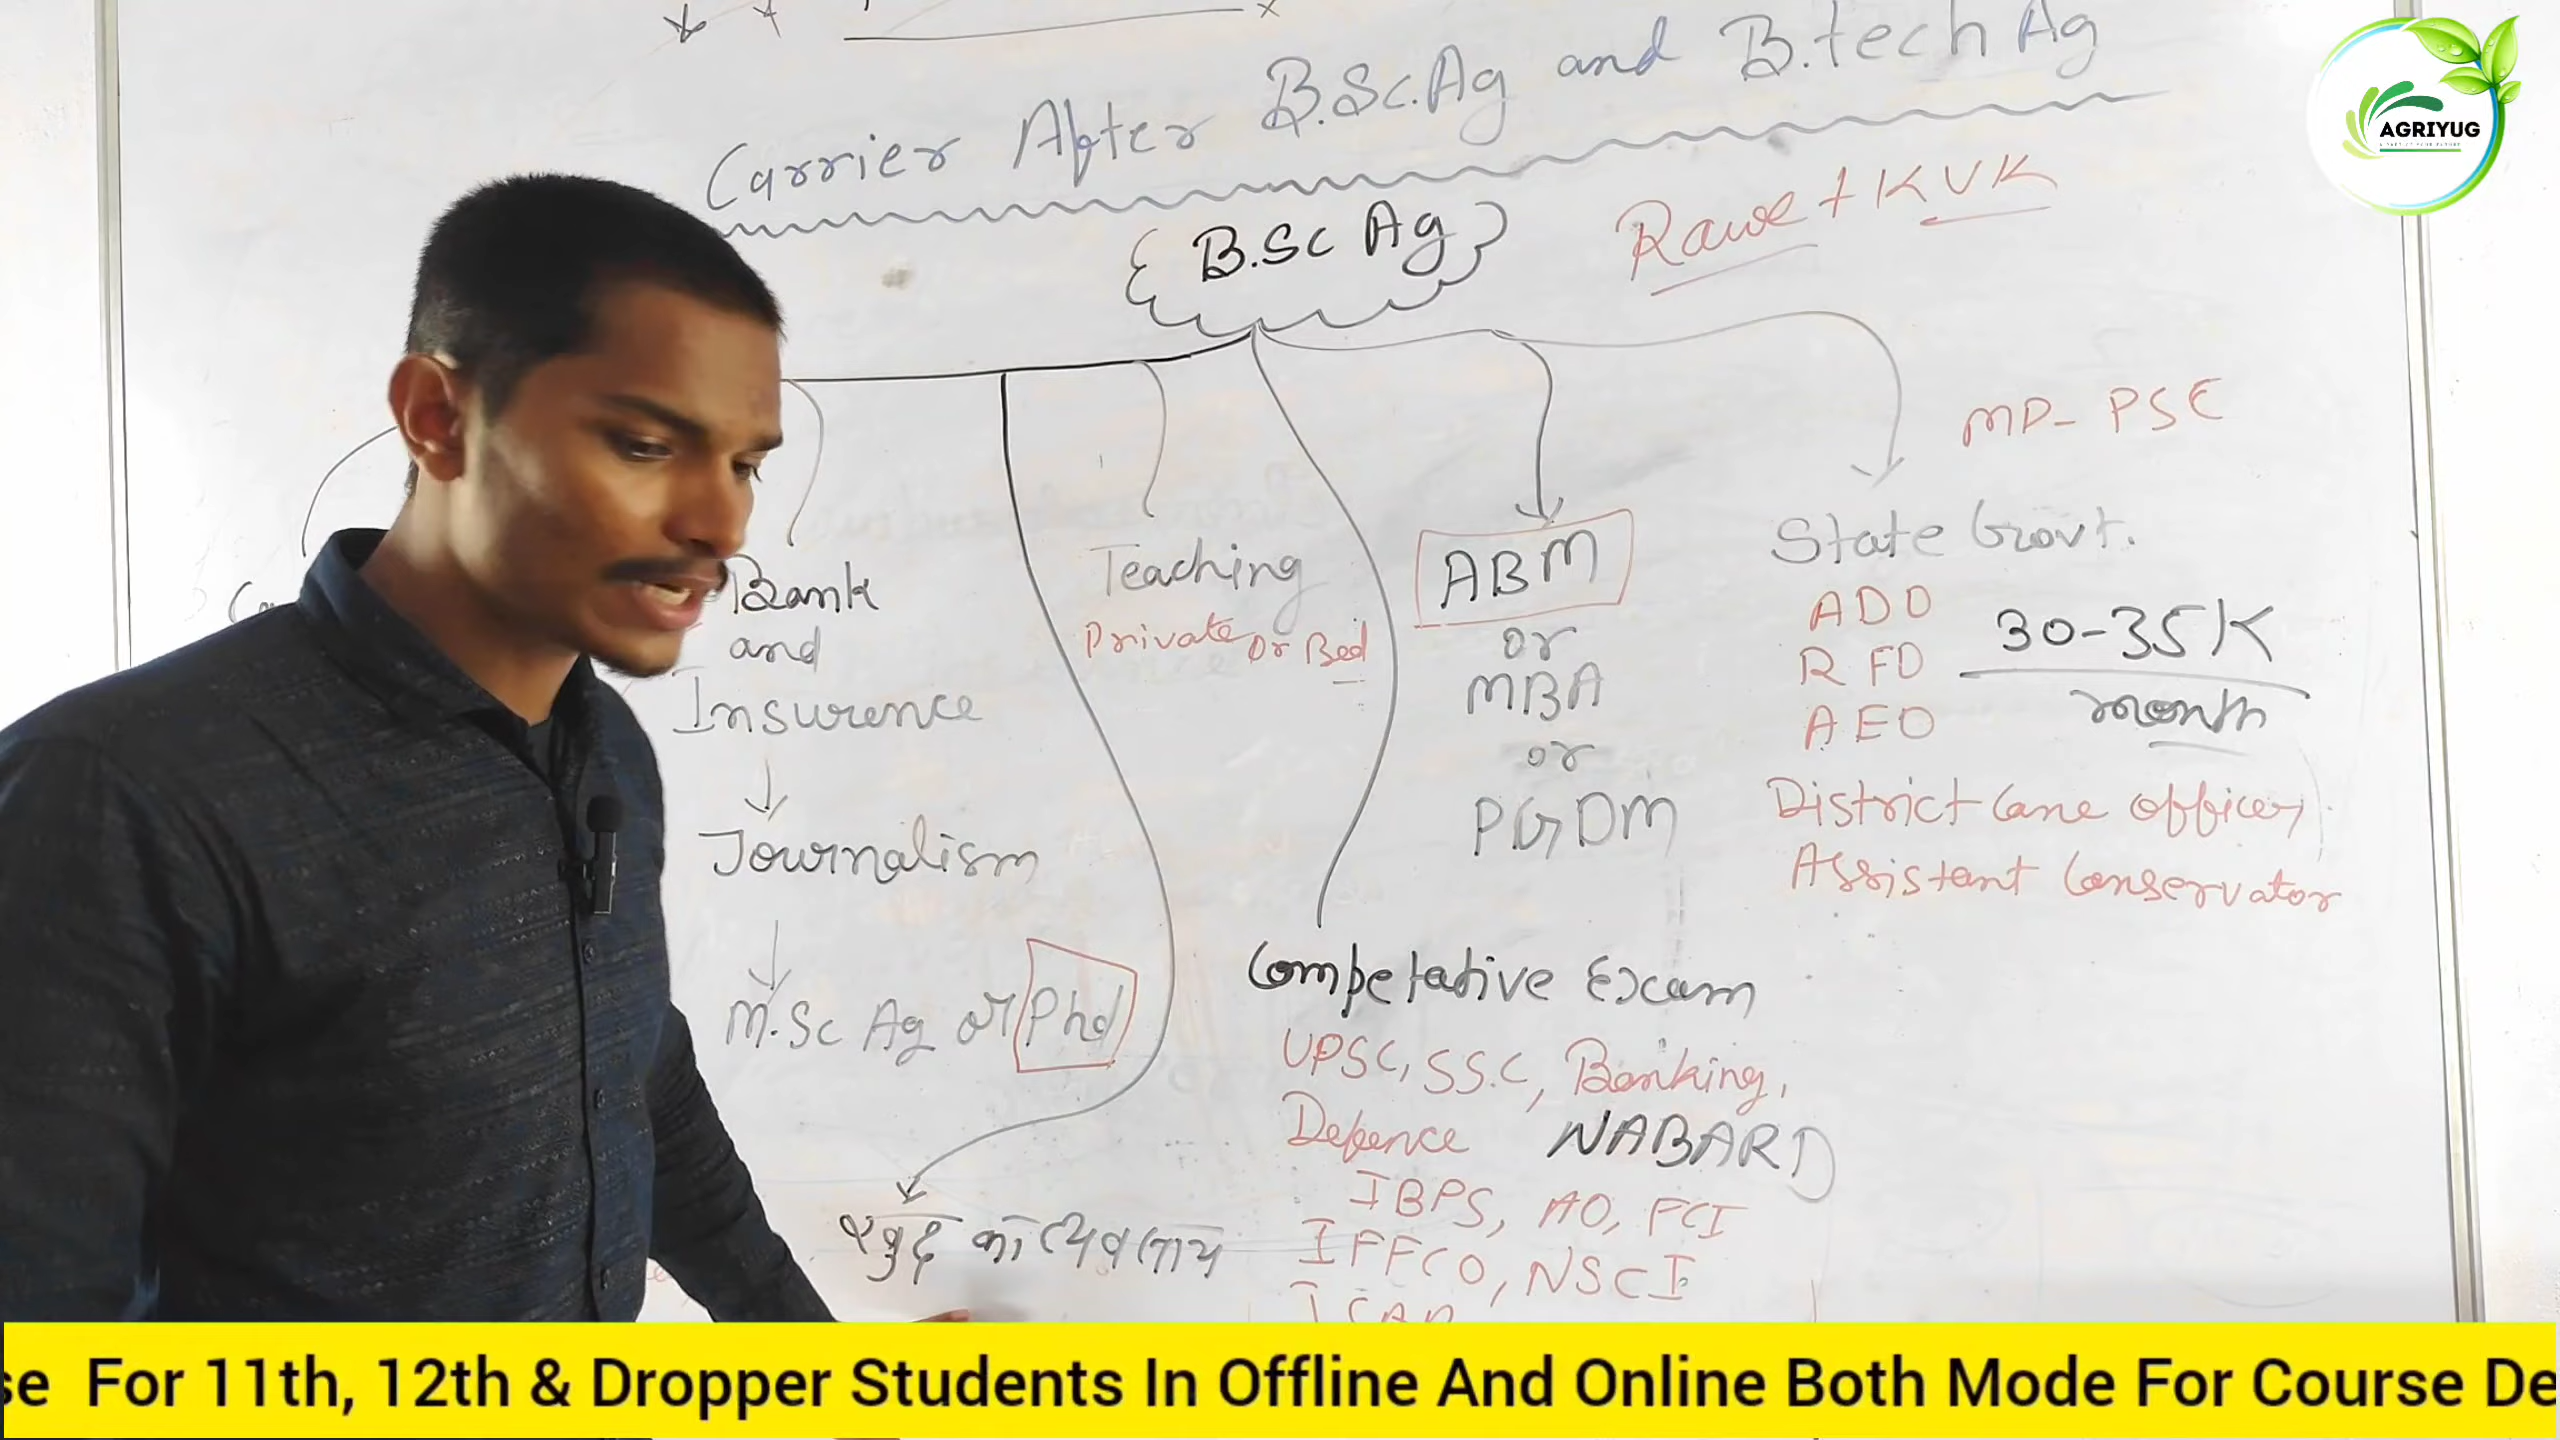 Carrier After B.Sc.Ag and B.tech Ag
AGRIYUG
B.Sc Ag
Rawe + KVK
MP-PSC
State Govt.
ADO
RFO
AEO
30-35K
month
District Cane officer
Assistant Conservator
ABM
or
MBA
or
PGDM
Teaching
Private or Bed
Bank
and
Insurence
Journalism
M.Sc Ag or Phd
खुद का व्यवसाय
Competative Exam
UPSC, SSC, Banking,
Defence NABARD
IBPS, AO, FCI
IFFCO, NSCI
For 11th, 12th & Dropper Students In Offline And Online Both Mode For Course De